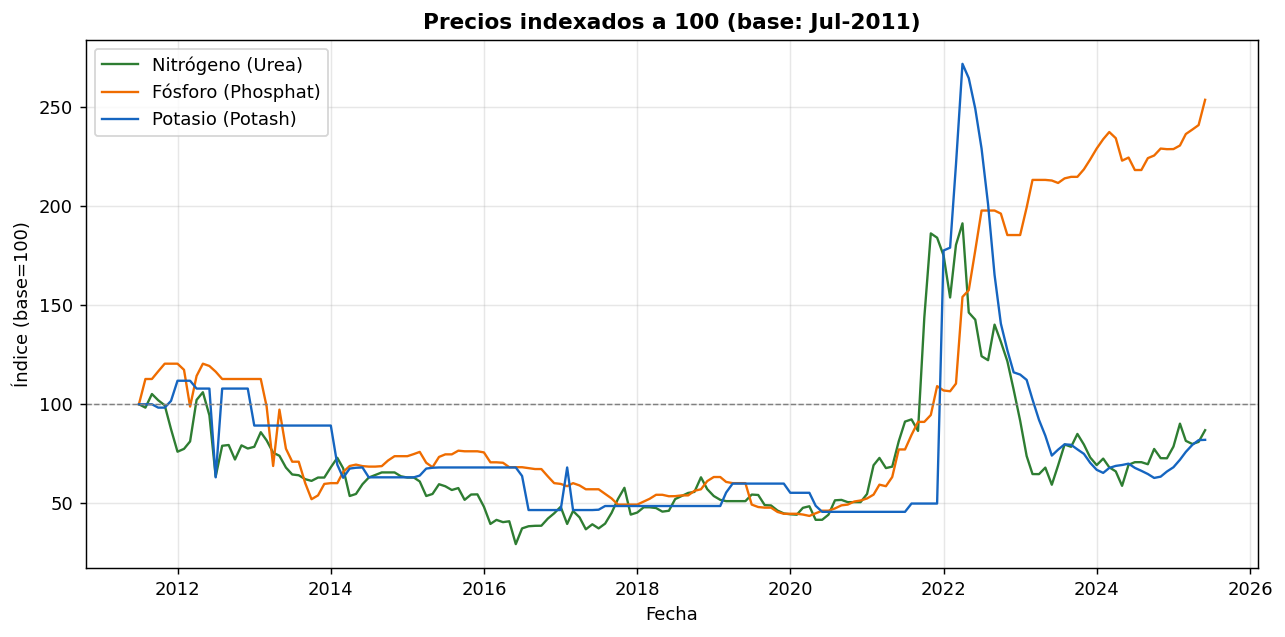 Precios indexados a 100 (base: Jul-2011)
Nitrógeno (Urea)
Fósforo (Phosphat)
Potasio (Potash)
Índice (base=100)
250
200
150
100
50
2012 2014 2016 2018 2020 2022 2024 2026
Fecha